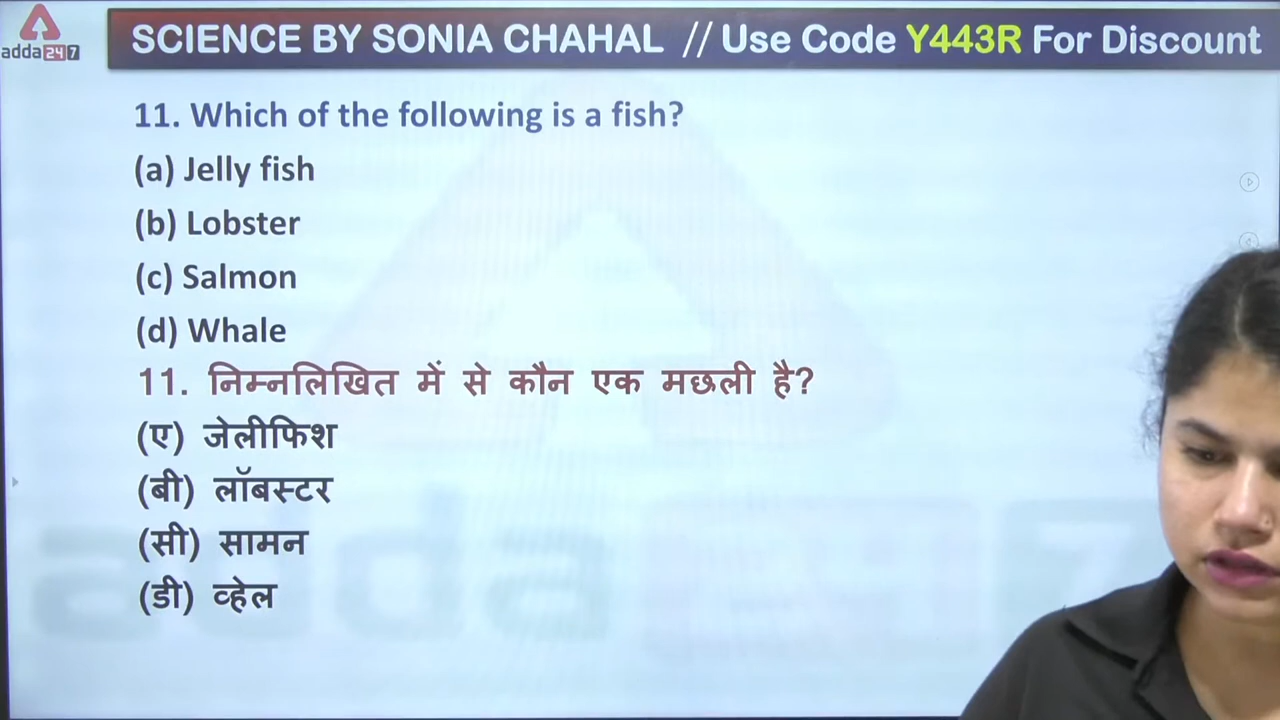 adda247
SCIENCE BY SONIA CHAHAL // Use Code Y443R For Discount
11. Which of the following is a fish?
(a) Jelly fish
(b) Lobster
(c) Salmon
(d) Whale
11. निम्नलिखित में से कौन एक मछली है?
(ए) जेलीफिश
(बी) लॉबस्टर
(सी) सामन
(डी) व्हेल
adda247